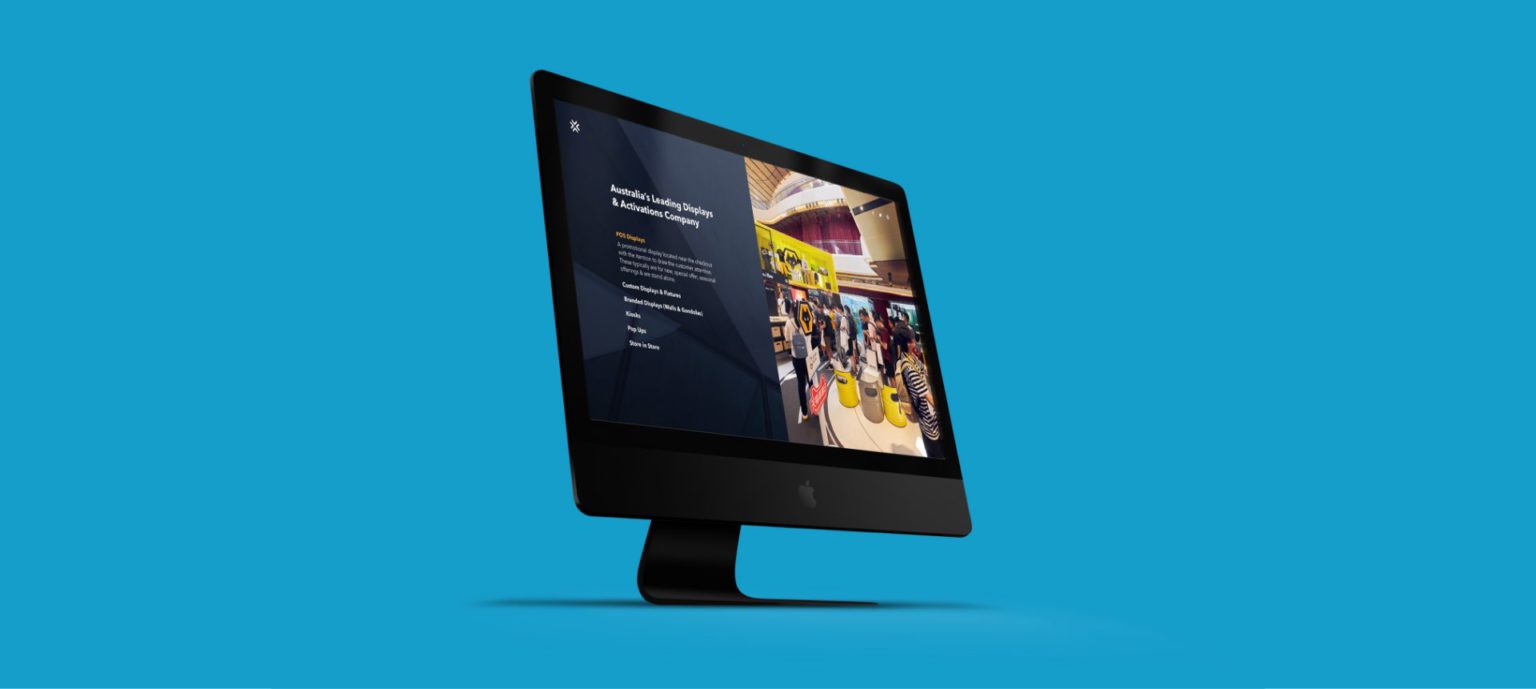 Australia's Leading Displays
& Activations Company
POS Displays
A promotional display located near the checkout
with the intention to draw the customer attention.
These typically are for new, special offer, seasonal
offerings & are stand alone.
Custom Displays & Fixtures
Branded Displays (Walls & Gondolas)
Kiosks
Pop Ups
Store in Store